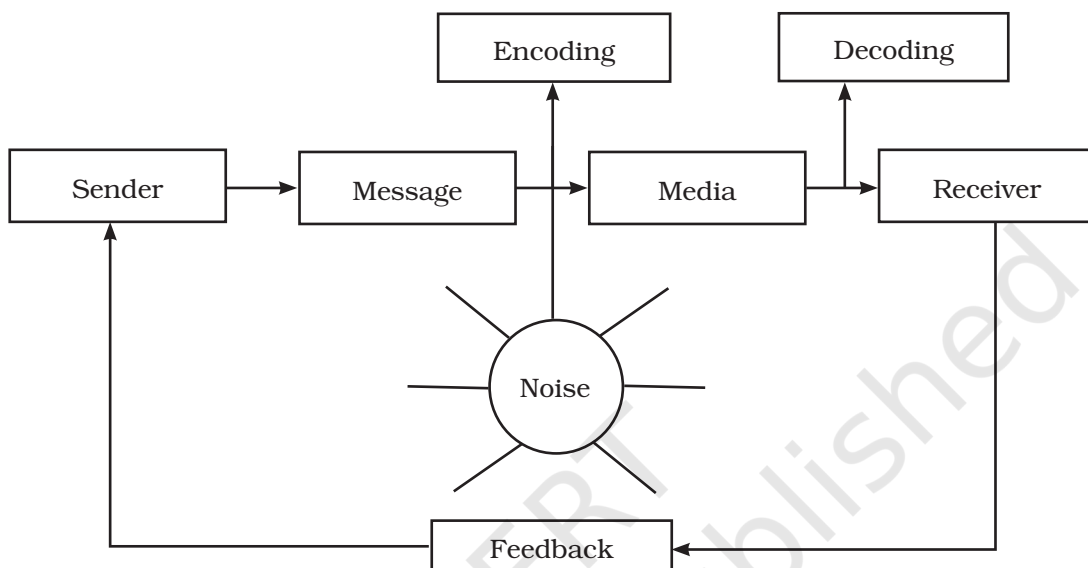 Encoding
Decoding
Sender
Message
Media
Receiver
Noise
Feedback